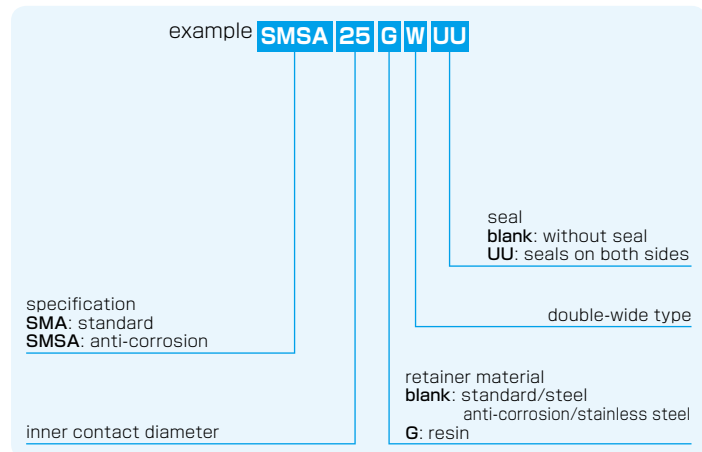 example SMSA 25 G W UU
seal
blank: without seal
UU: seals on both sides
specification
SMA: standard
SMSA: anti-corrosion
double-wide type
retainer material
blank: standard/steel
anti-corrosion/stainless steel
G: resin
inner contact diameter